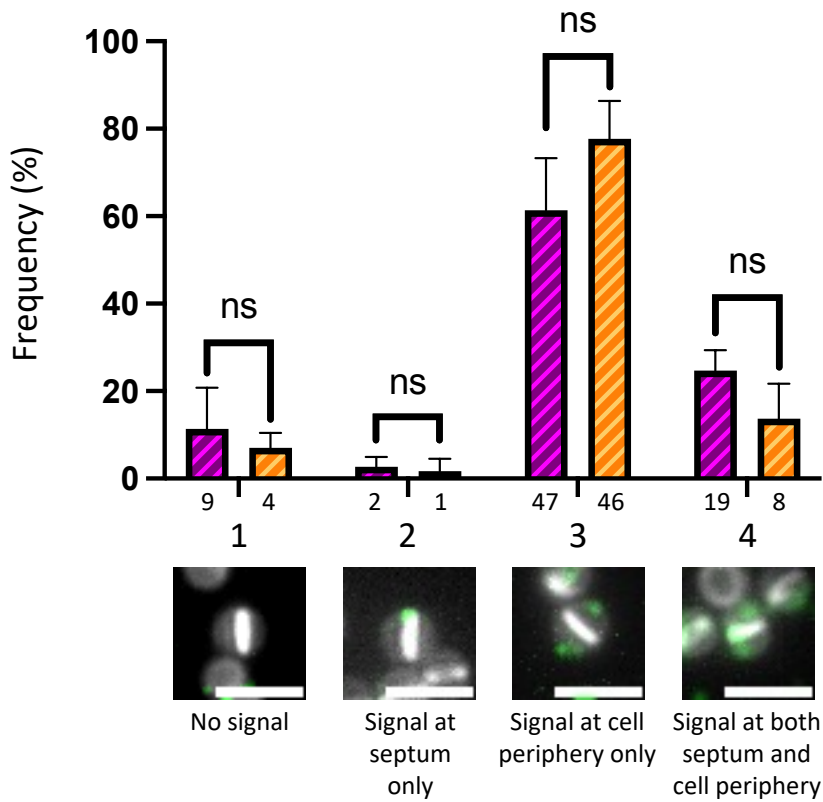 ns
100
80
60
40
20
0
Frequency (%)
ns
ns
ns
9 4 2 1 47 46 19 8
1 2 3 4
No signal
Signal at
septum
only
Signal at cell
periphery only
Signal at both
septum and
cell periphery